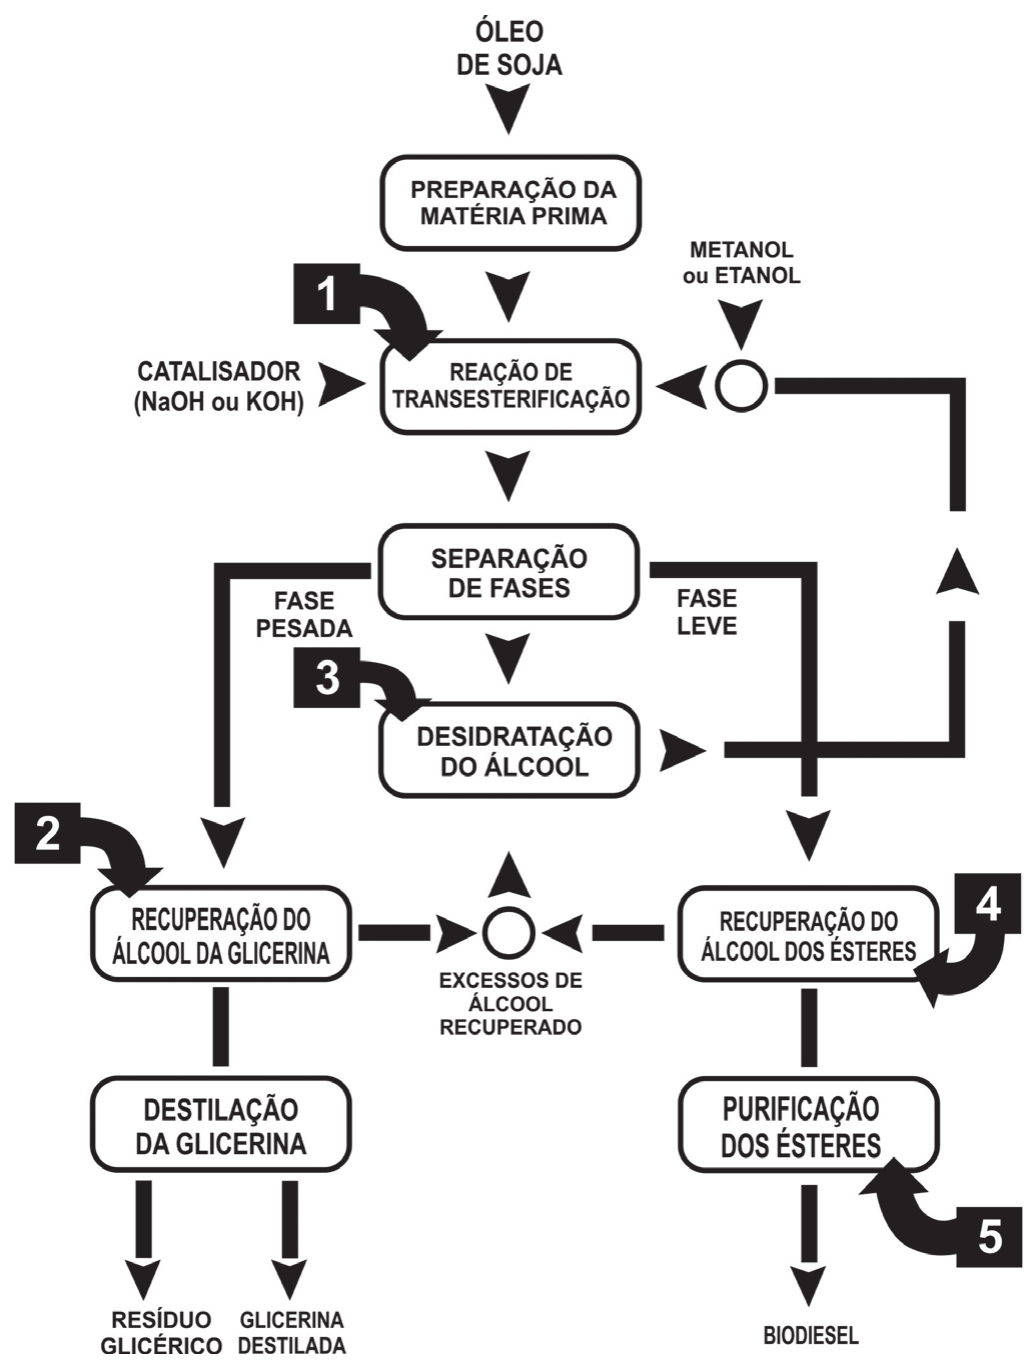 ÓLEO
DE SOJA
PREPARAÇÃO DA
MATÉRIA PRIMA
METANOL
ou ETANOL
1
CATALISADOR
(NaOH ou KOH)
REAÇÃO DE
TRANSESTERIFICAÇÃO
SEPARAÇÃO
DE FASES
FASE
PESADA
FASE
LEVE
3
DESIDRATAÇÃO
DO ÁLCOOL
2
RECUPERAÇÃO DO
ÁLCOOL DA GLICERINA
EXCESSOS DE
ÁLCOOL
RECUPERADO
RECUPERAÇÃO DO
ÁLCOOL DOS ÉSTERES
4
DESTILAÇÃO
DA GLICERINA
PURIFICAÇÃO
DOS ÉSTERES
5
RESÍDUO
GLICÉRICO
GLICERINA
DESTILADA
BIODIESEL